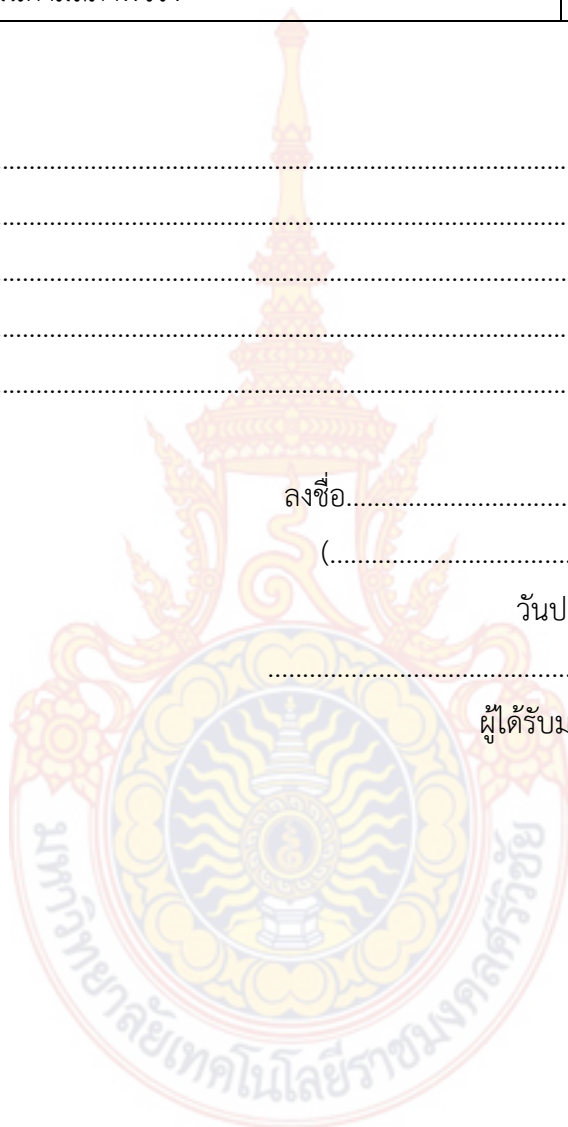 ..........................................................................................
..........................................................................................
..........................................................................................
..........................................................................................
..........................................................................................
ลงชื่อ...................................
(......................................
วันป
...............................................
ผู้ได้รับม
มหาวิทยาลัยเทคโนโลยีราชมงคลศรีวิชัย